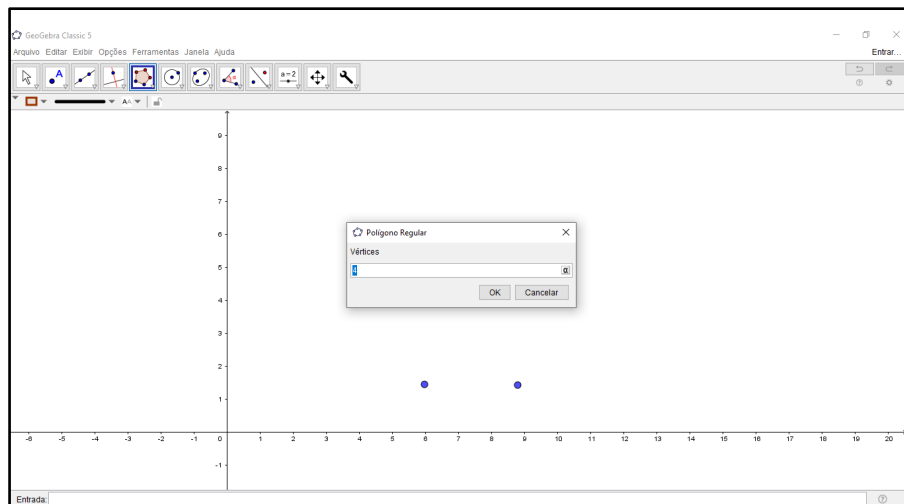 GeoGebra Classic 5
Arquivo Editar Exibir Opções Ferramentas Janela Ajuda
Entrar...
A
a=2
AA
9
8
7
6
5
4
3
2
1
0
-1
-6 -5 -4 -3 -2 -1 1 2 3 4 5 6 7 8 9 10 11 12 13 14 15 16 17 18 19 20
Polígono Regular
Vértices
4
α
OK Cancelar
Entrada: